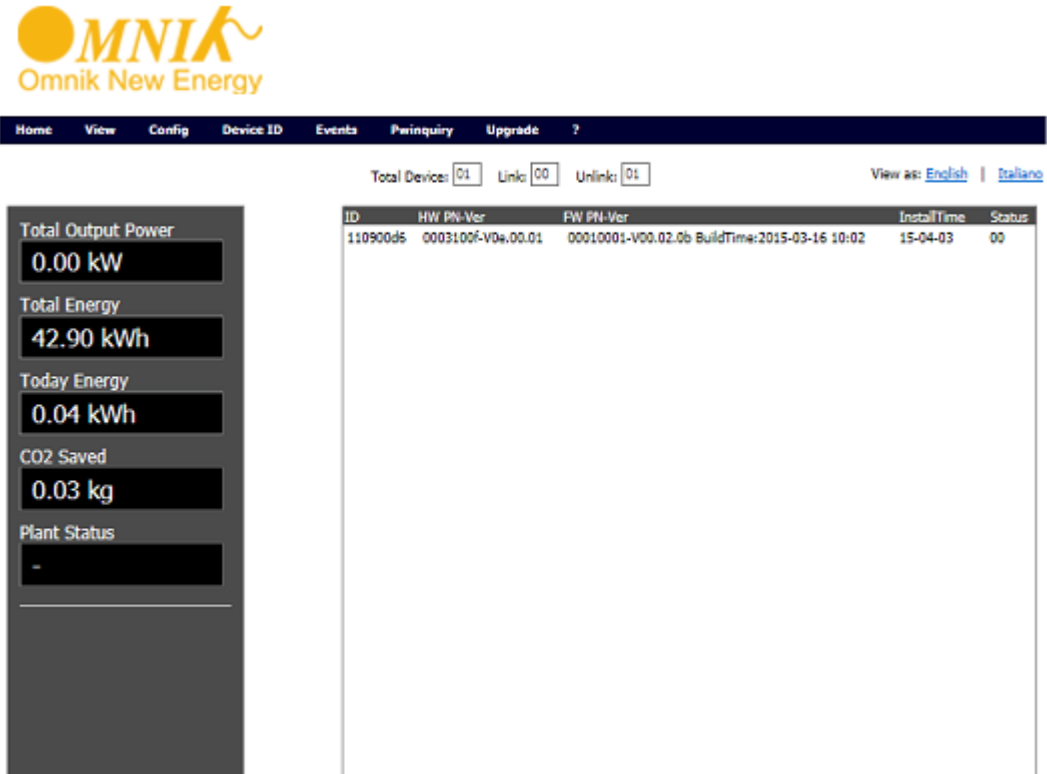 OMNIK
Omnik New Energy
Home View Config Device ID Events Pwinquiry Upgrade ?
Total Device: 01 Link: 00 Unlink: 01 View as: English | Italiano
Total Output Power
0.00 kW
Total Energy
42.90 kWh
Today Energy
0.04 kWh
CO2 Saved
0.03 kg
Plant Status
-
ID HW PN-Ver FW PN-Ver InstallTime Status
110900d6 0003100f-V0e.00.01 00010001-V00.02.0b BuildTime:2015-03-16 10:02 15-04-03 00